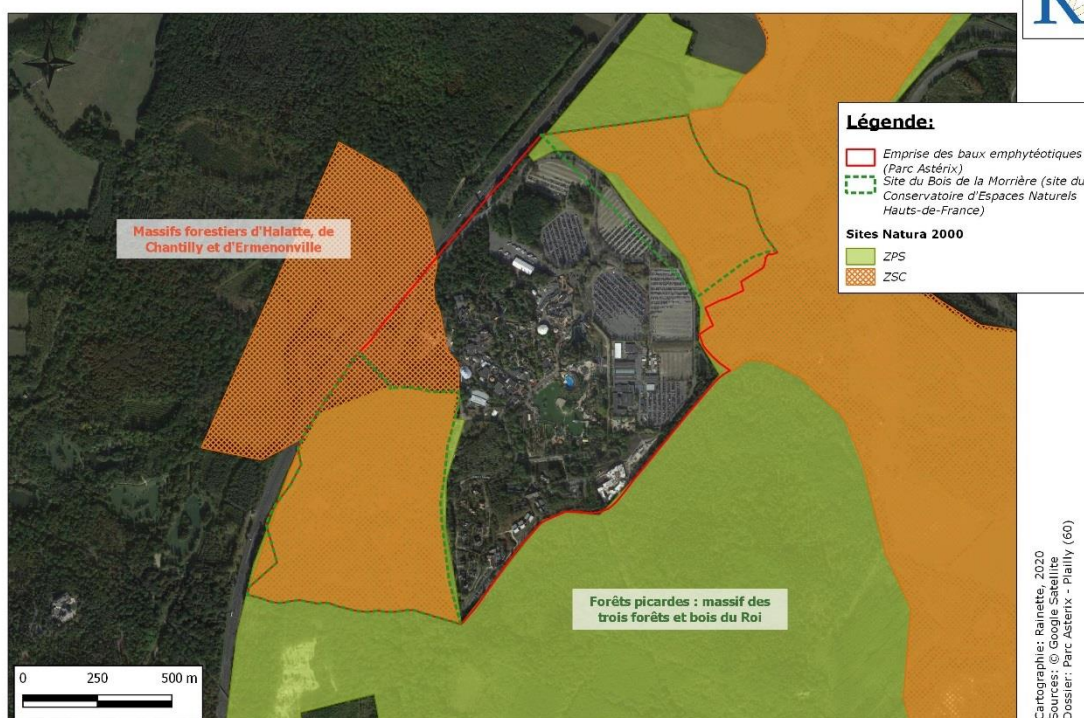 R
Légende:
Emprise des baux emphytéotiques
(Parc Astérix)
Site du Bois de la Morrière (site du
Conservatoire d'Espaces Naturels
Hauts-de-France)
Sites Natura 2000
ZPS
ZSC
Massifs forestiers d'Halatte, de
Chantilly et d'Ermenonville
Forêts picardes : massif des
trois forêts et bois du Roi
0 250 500 m
Cartographie: Rainette, 2020
Sources: © Google Satellite
Dossier: Parc Asterix - Plailly (60)